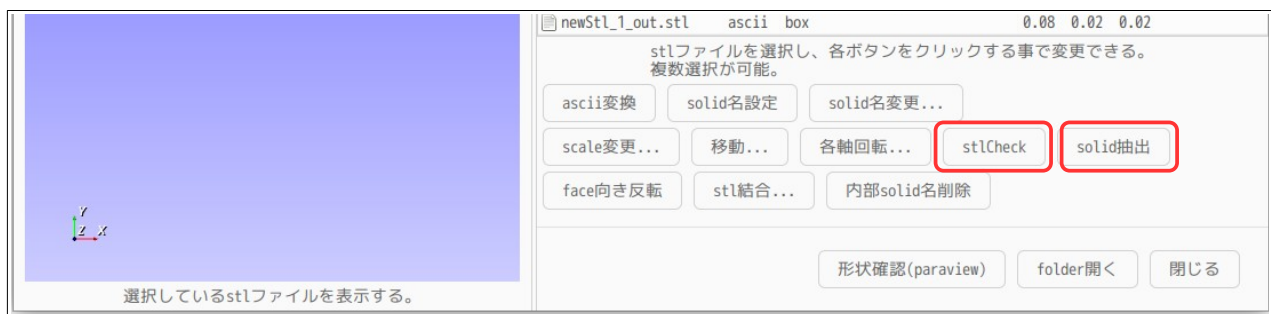 newStl_1_out.stl ascii box 0.08 0.02 0.02
stlファイルを選択し、各ボタンをクリックする事で変更できる。
複数選択が可能。
ascii変換 solid名設定 solid名変更...
scale変更... 移動... 各軸回転... stlCheck solid抽出
face向き反転 stl結合... 内部solid名削除
Y
Z X
形状確認(paraview) folder開く 閉じる
選択しているstlファイルを表示する。